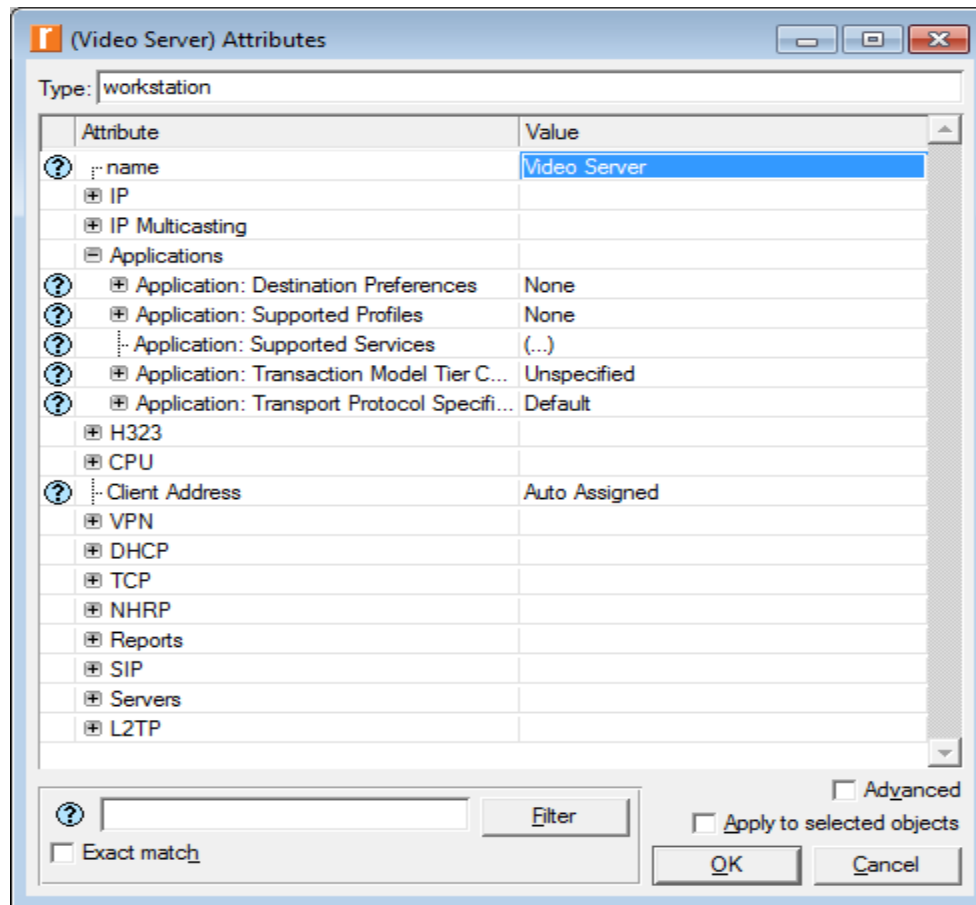 (Video Server) Attributes
Type: workstation
Attribute Value
name Video Server
IP
IP Multicasting
Applications
Application: Destination Preferences None
Application: Supported Profiles None
Application: Supported Services (...)
Application: Transaction Model Tier C... Unspecified
Application: Transport Protocol Specifi... Default
H323
CPU
Client Address Auto Assigned
VPN
DHCP
TCP
NHRP
Reports
SIP
Servers
L2TP
Advanced
Filter
Apply to selected objects
Exact match
OK Cancel